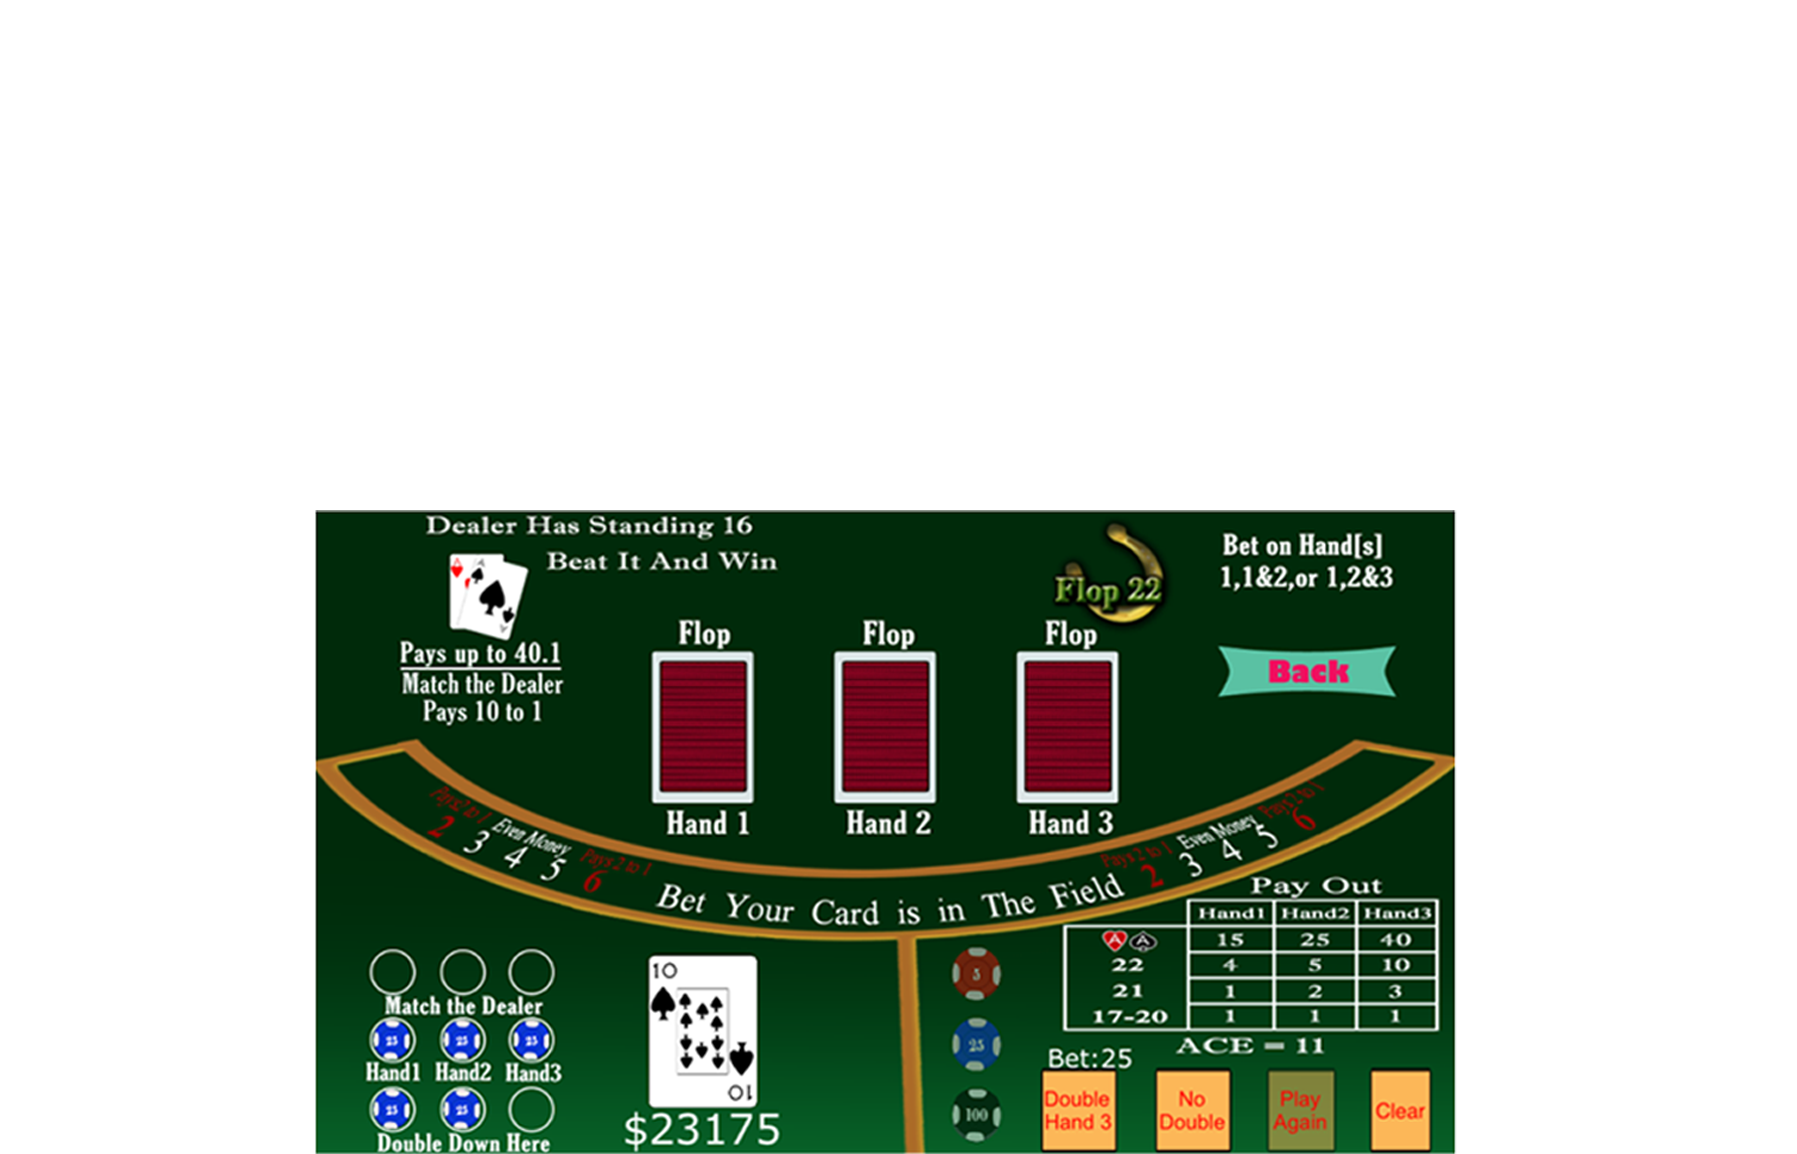 Dealer Has Standing 16
Beat It And Win
A
A
A
Pays up to 40.1
Match the Dealer
Pays 10 to 1
Flop 22
Bet on Hand[s]
1,1&2,or 1,2&3
Flop
Flop
Flop
Back
Hand 1
Hand 2
Hand 3
Pays 2 to 1
2
Even Money
3 4 5
Pays 2 to 1
6
Bet Your Card is in The Field
Pays 2 to 1
2
Even Money
3 4 5
Pays 2 to 1
6
Pay Out
Hand1 Hand2 Hand3
A A 15 25 40
22 4 5 10
21 1 2 3
17-20 1 1 1
ACE = 11
Match the Dealer
25 25 25
Hand1 Hand2 Hand3
25 25
Double Down Here
10
10
$23175
5
25
100
Bet:25
Double
Hand 3
No
Double
Play
Again
Clear